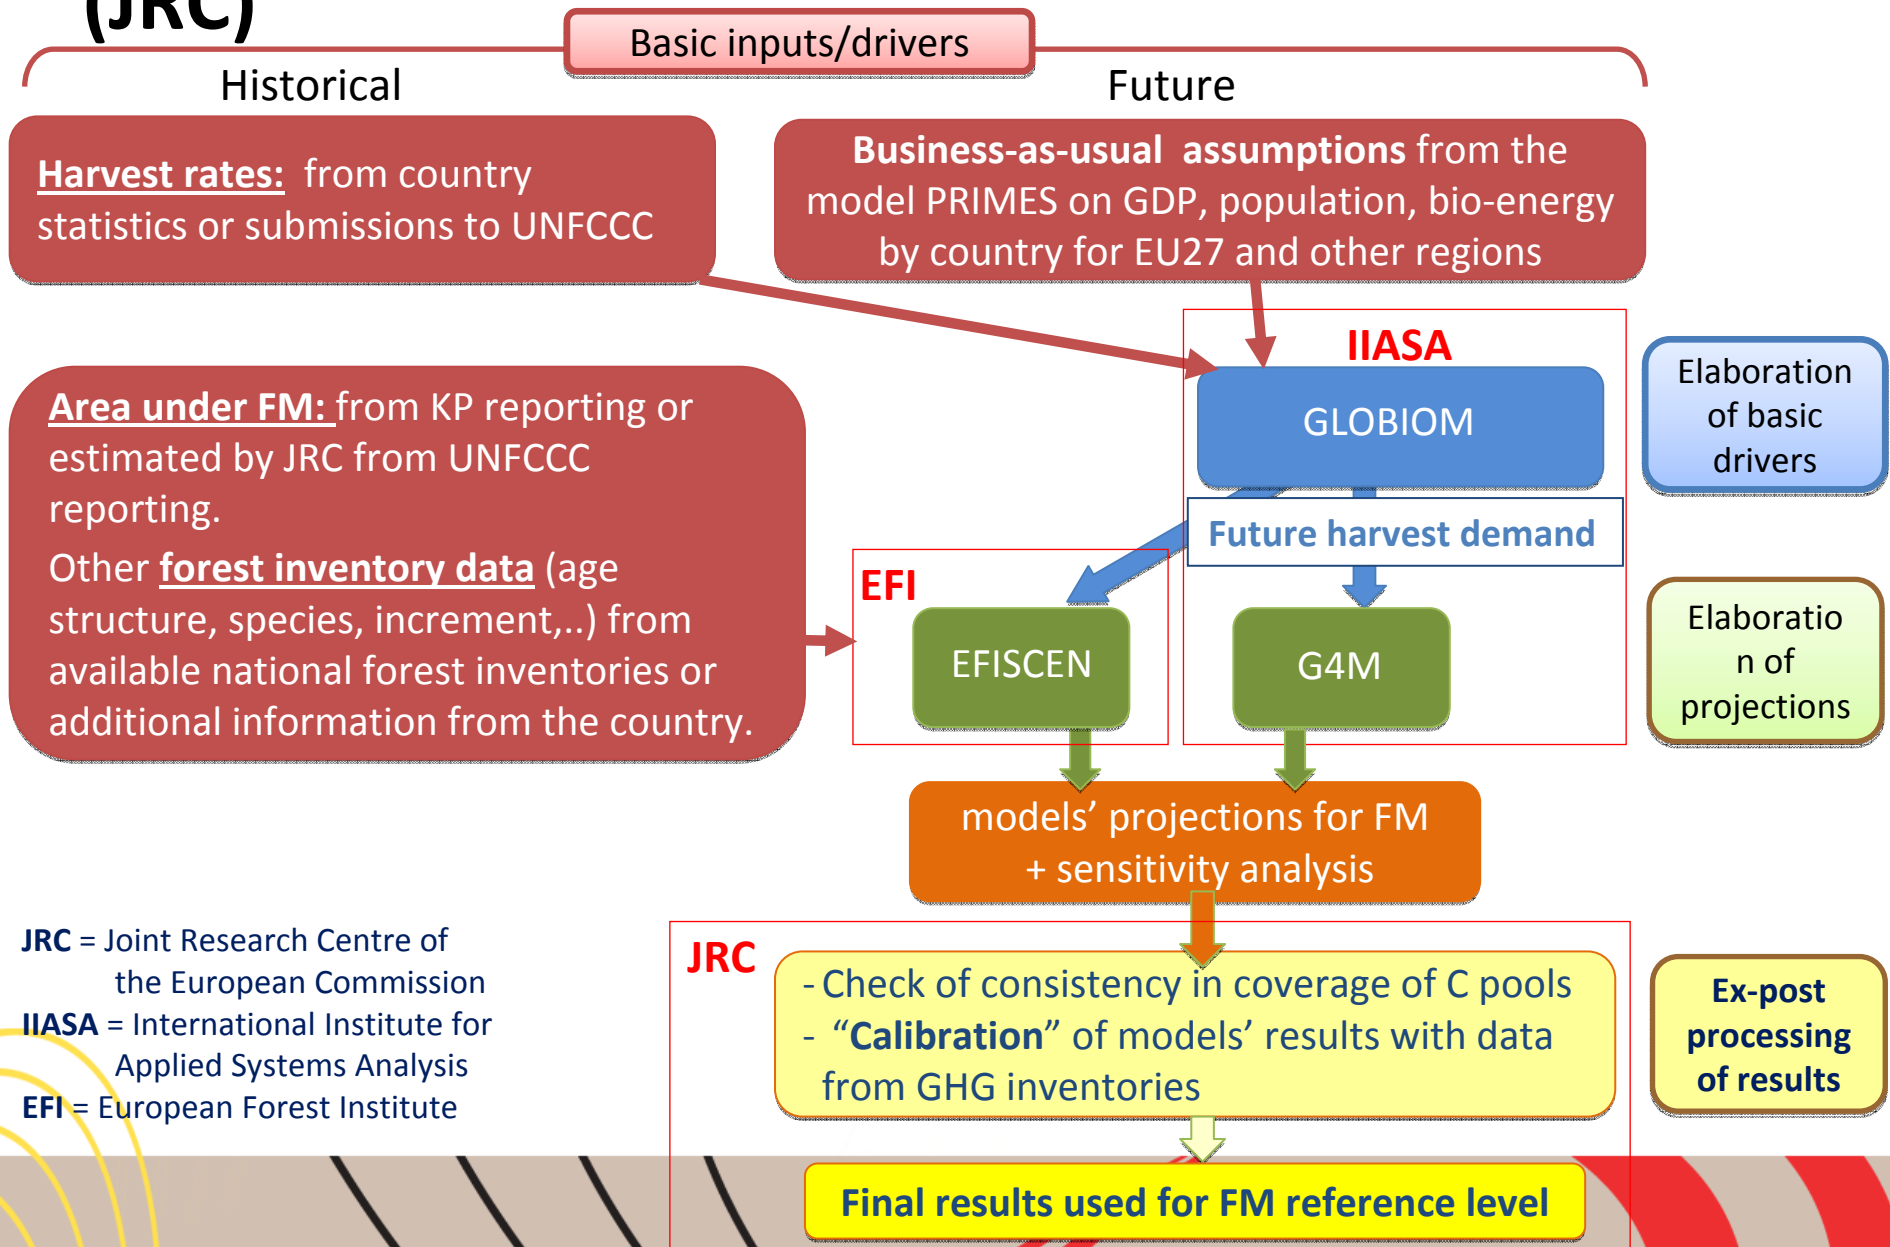 (JRC)
Basic inputs/drivers
Historical
Future
Harvest rates: from country
statistics or submissions to UNFCCC
Business-as-usual assumptions from the
model PRIMES on GDP, population, bio-energy
by country for EU27 and other regions
IIASA
GLOBIOM
Elaboration
of basic
drivers
Area under FM: from KP reporting or
estimated by JRC from UNFCCC
reporting.
Other forest inventory data (age
structure, species, increment,..) from
available national forest inventories or
additional information from the country.
Future harvest demand
EFI
EFISCEN
G4M
Elaboratio
n of
projections
models’ projections for FM
+ sensitivity analysis
JRC = Joint Research Centre of
the European Commission
IIASA = International Institute for
Applied Systems Analysis
EFI = European Forest Institute
JRC
- Check of consistency in coverage of C pools
- “Calibration” of models’ results with data
from GHG inventories
Ex-post
processing
of results
Final results used for FM reference level